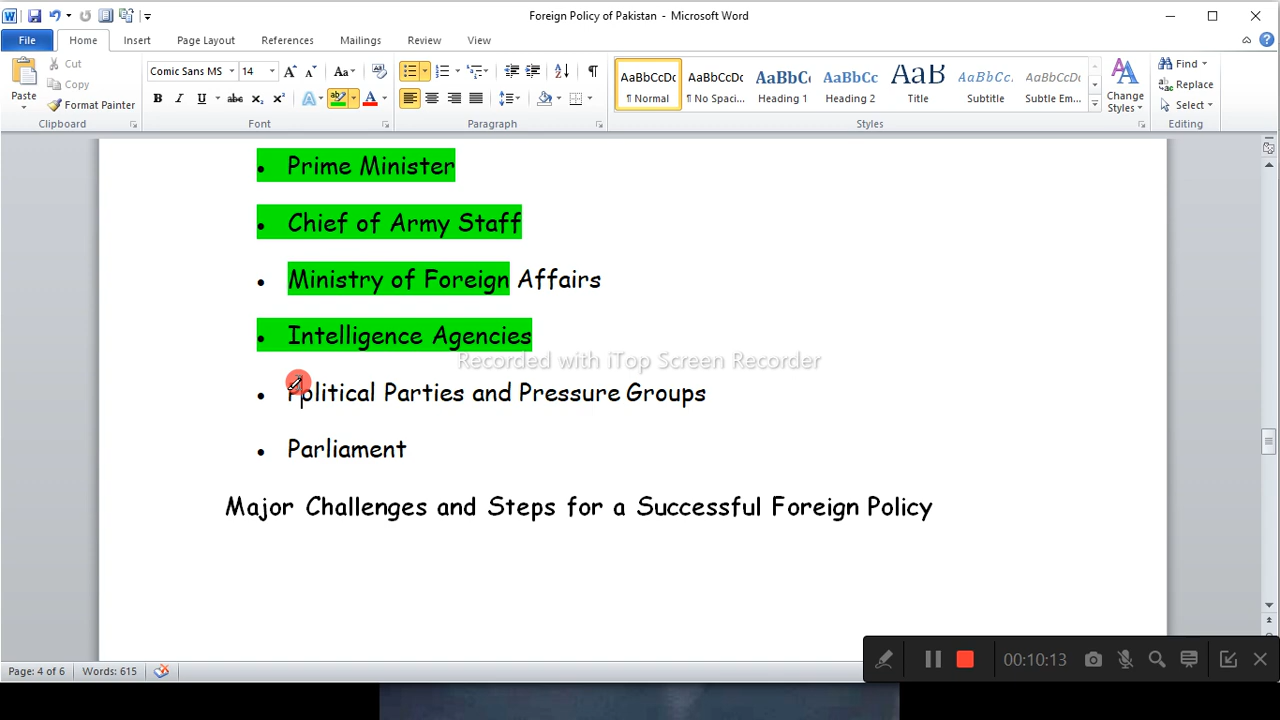 Foreign Policy of Pakistan - Microsoft Word
File Home Insert Page Layout References Mailings Review View
Paste
Cut
Copy
Format Painter
Clipboard
Comic Sans MS 14
Font
Paragraph
AaBbCcDc AaBbCcDc AaBbC AaBbCc AaB AaBbCc. AaBbCcDc
¶ Normal ¶ No Spaci... Heading 1 Heading 2 Title Subtitle Subtle Em...
Change Styles
Styles
Find
Replace
Select
Editing
• Prime Minister
• Chief of Army Staff
• Ministry of Foreign Affairs
• Intelligence Agencies
Recorded with iTop Screen Recorder
• Political Parties and Pressure Groups
• Parliament
Major Challenges and Steps for a Successful Foreign Policy
Page: 4 of 6 Words: 615
00:10:13